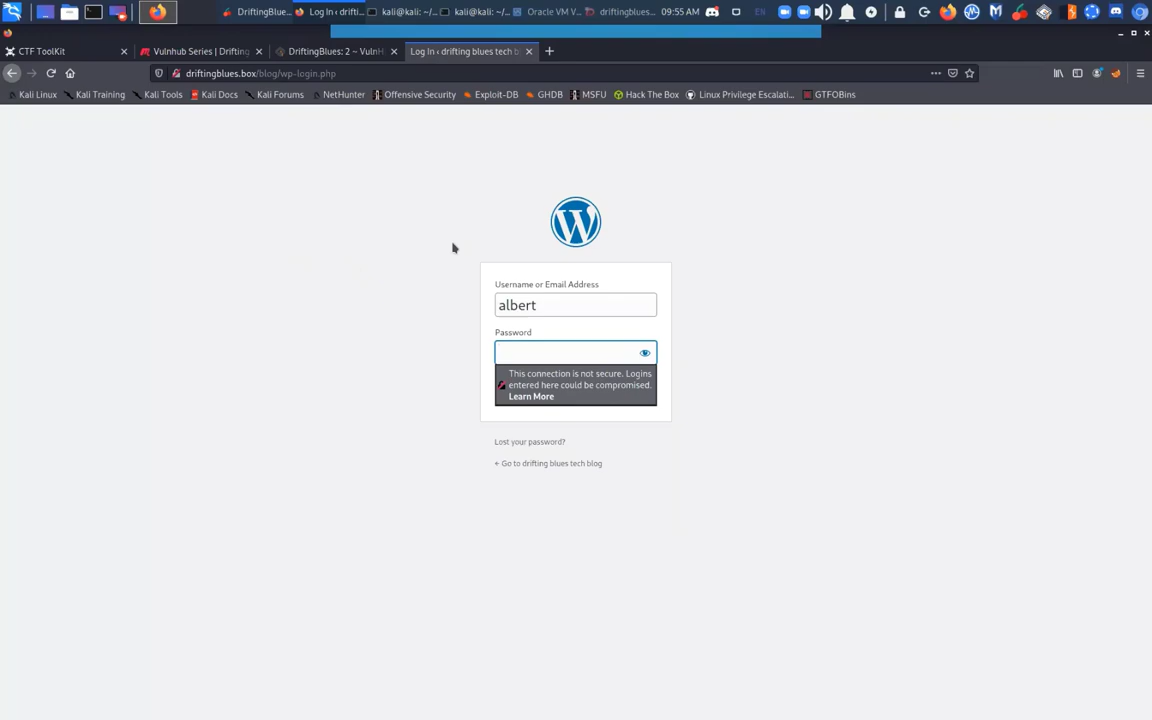 DriftingBlue...
Log In ‹ drifti...
kali@kali: ~/...
kali@kali: ~/...
Oracle VM V...
driftingblues...
09:55 AM
EN
CTF ToolKit
Vulnhub Series | Drifting
DriftingBlues: 2 ~ VulnH
Log In ‹ drifting blues tech b
driftingblues.box/blog/wp-login.php
Kali Linux
Kali Training
Kali Tools
Kali Docs
Kali Forums
NetHunter
Offensive Security
Exploit-DB
GHDB
MSFU
Hack The Box
Linux Privilege Escalati...
GTFOBins
Username or Email Address
albert
Password
This connection is not secure. Logins
entered here could be compromised.
Learn More
Lost your password?
← Go to drifting blues tech blog